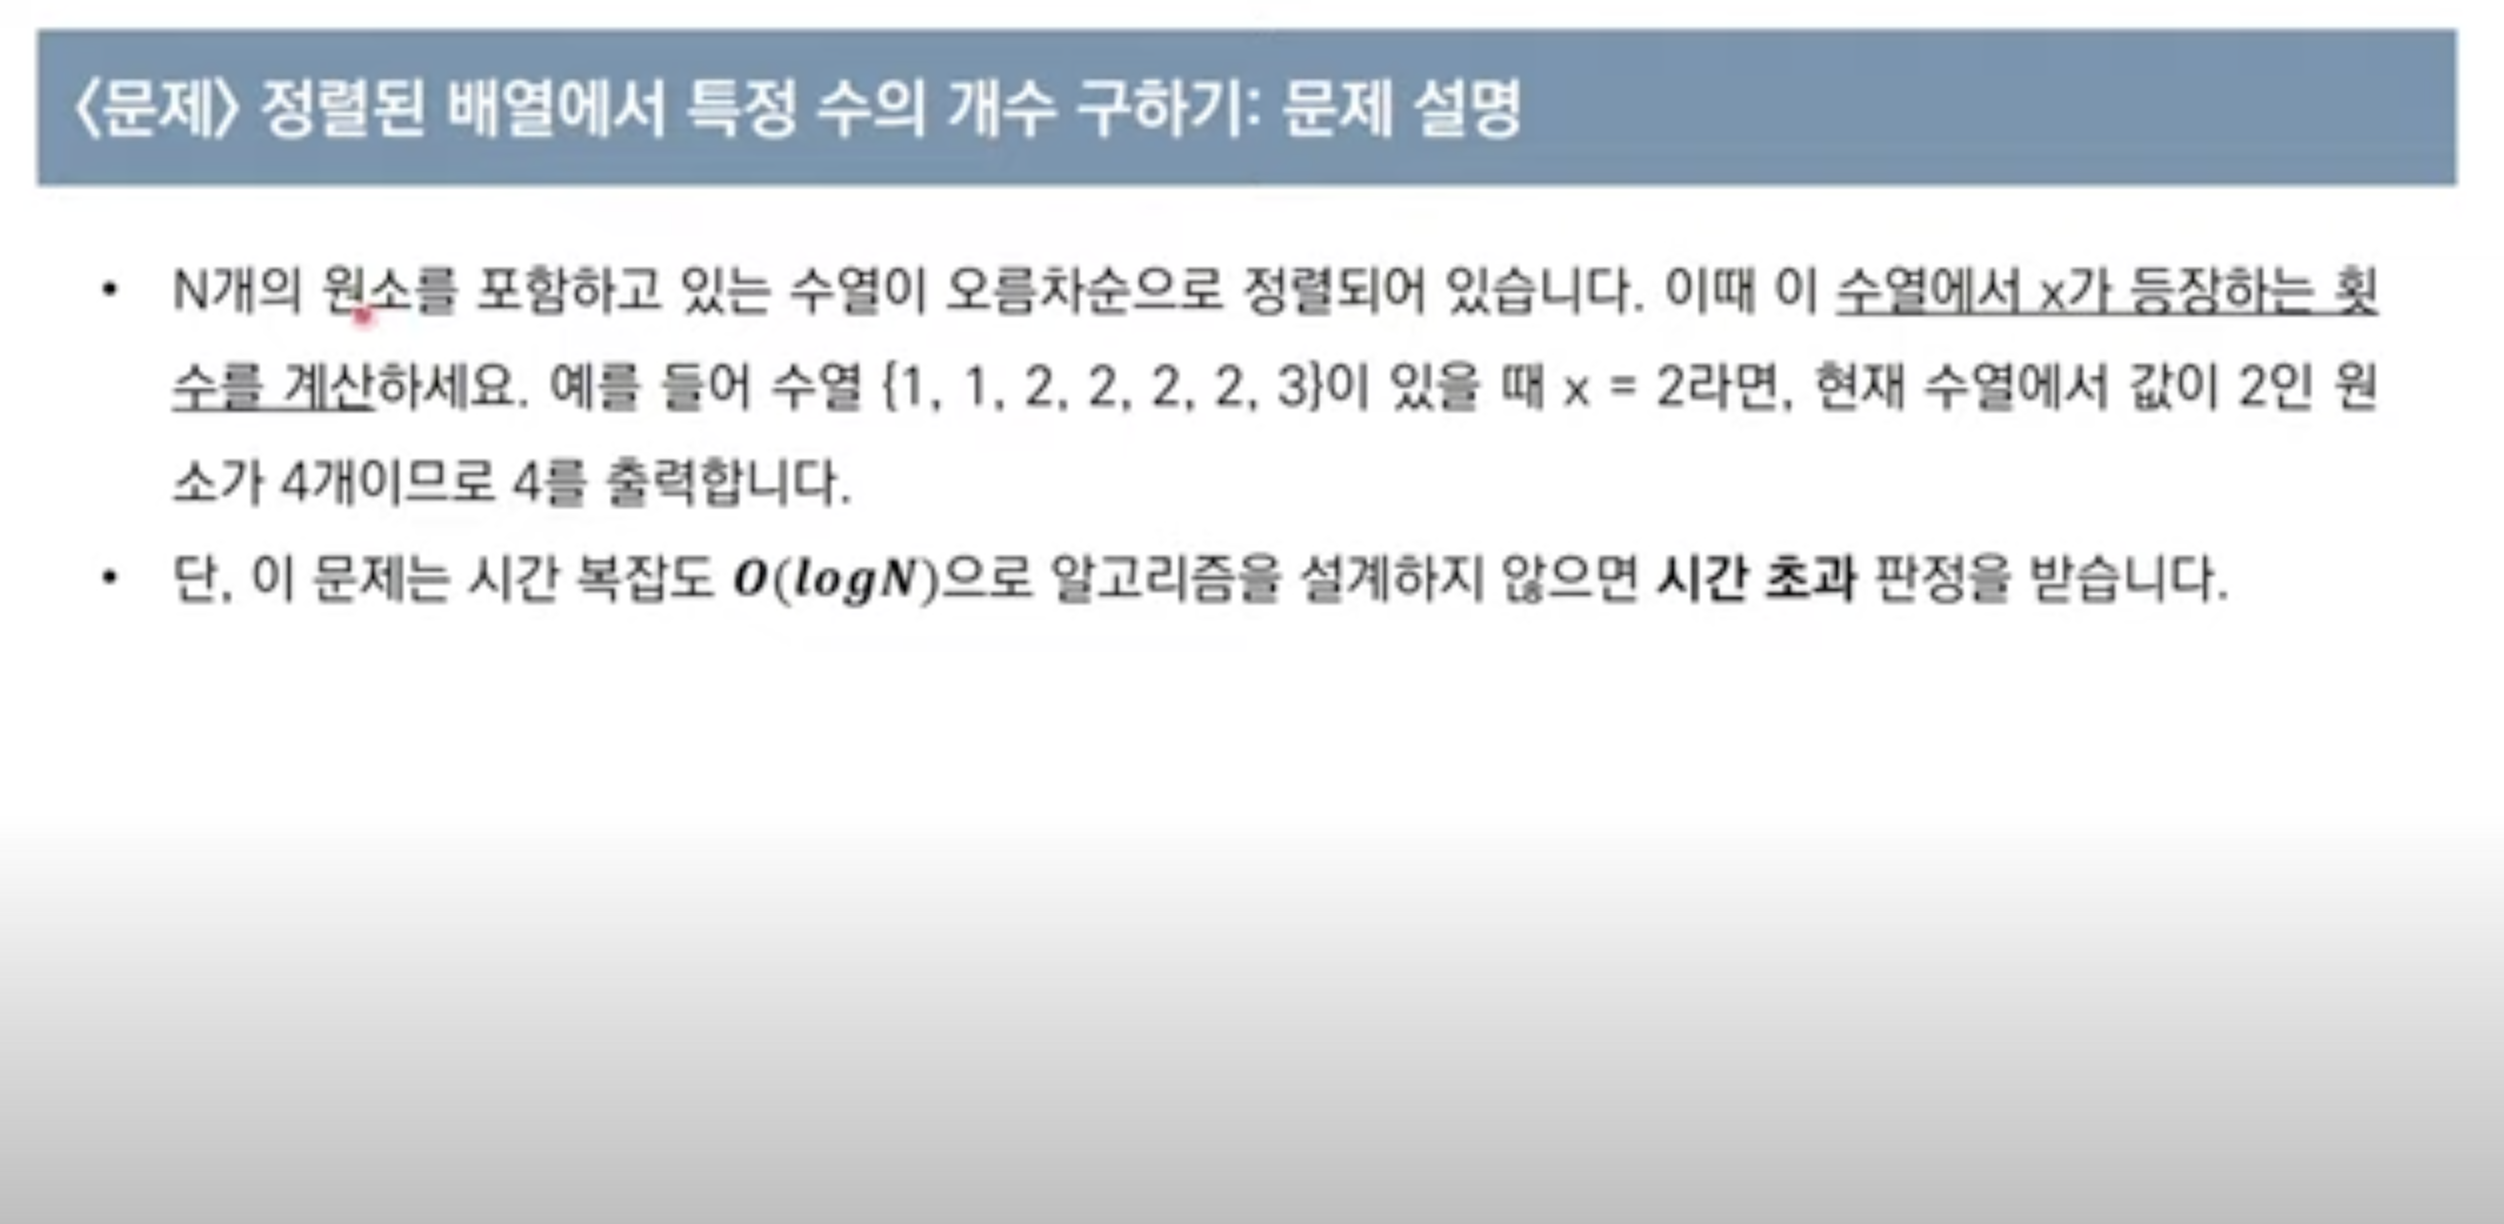 <문제> 정렬된 배열에서 특정 수의 개수 구하기: 문제 설명
• N개의 원소를 포함하고 있는 수열이 오름차순으로 정렬되어 있습니다. 이때 이 수열에서 x가 등장하는 횟
수를 계산하세요. 예를 들어 수열 {1, 1, 2, 2, 2, 2, 3}이 있을 때 x = 2라면, 현재 수열에서 값이 2인 원
소가 4개이므로 4를 출력합니다.
• 단, 이 문제는 시간 복잡도 O(logN)으로 알고리즘을 설계하지 않으면 시간 초과 판정을 받습니다.